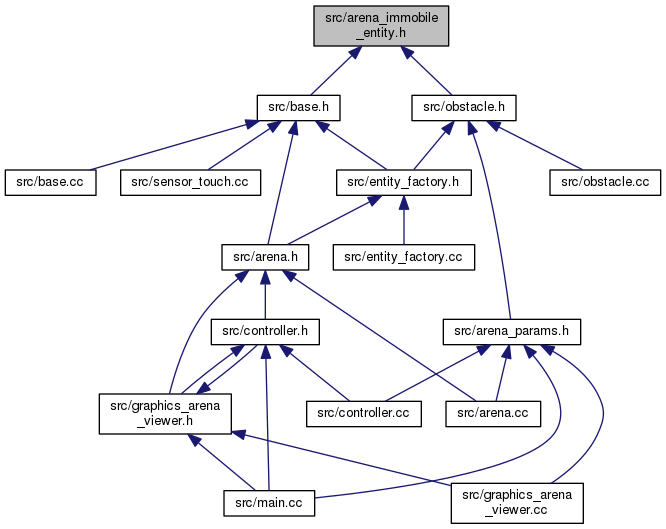 src/arena_immobile
_entity.h
src/base.h
src/obstacle.h
src/base.cc
src/sensor_touch.cc
src/entity_factory.h
src/obstacle.cc
src/arena.h
src/entity_factory.cc
src/controller.h
src/arena_params.h
src/graphics_arena
_viewer.h
src/controller.cc
src/arena.cc
src/main.cc
src/graphics_arena
_viewer.cc